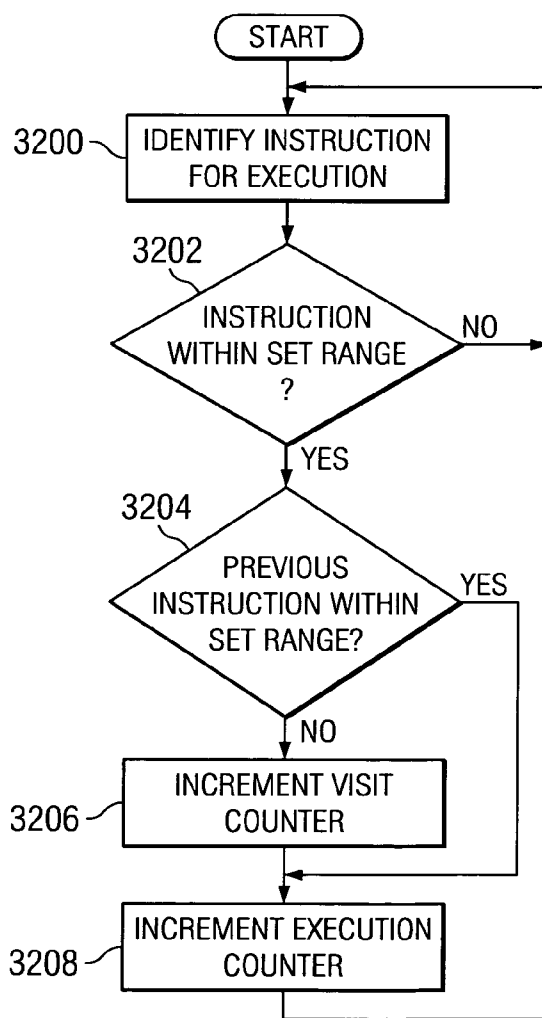 START
3200
IDENTIFY INSTRUCTION
FOR EXECUTION
3202
INSTRUCTION
WITHIN SET RANGE
?
NO
YES
3204
PREVIOUS
INSTRUCTION WITHIN
SET RANGE?
YES
NO
3206
INCREMENT VISIT
COUNTER
3208
INCREMENT EXECUTION
COUNTER